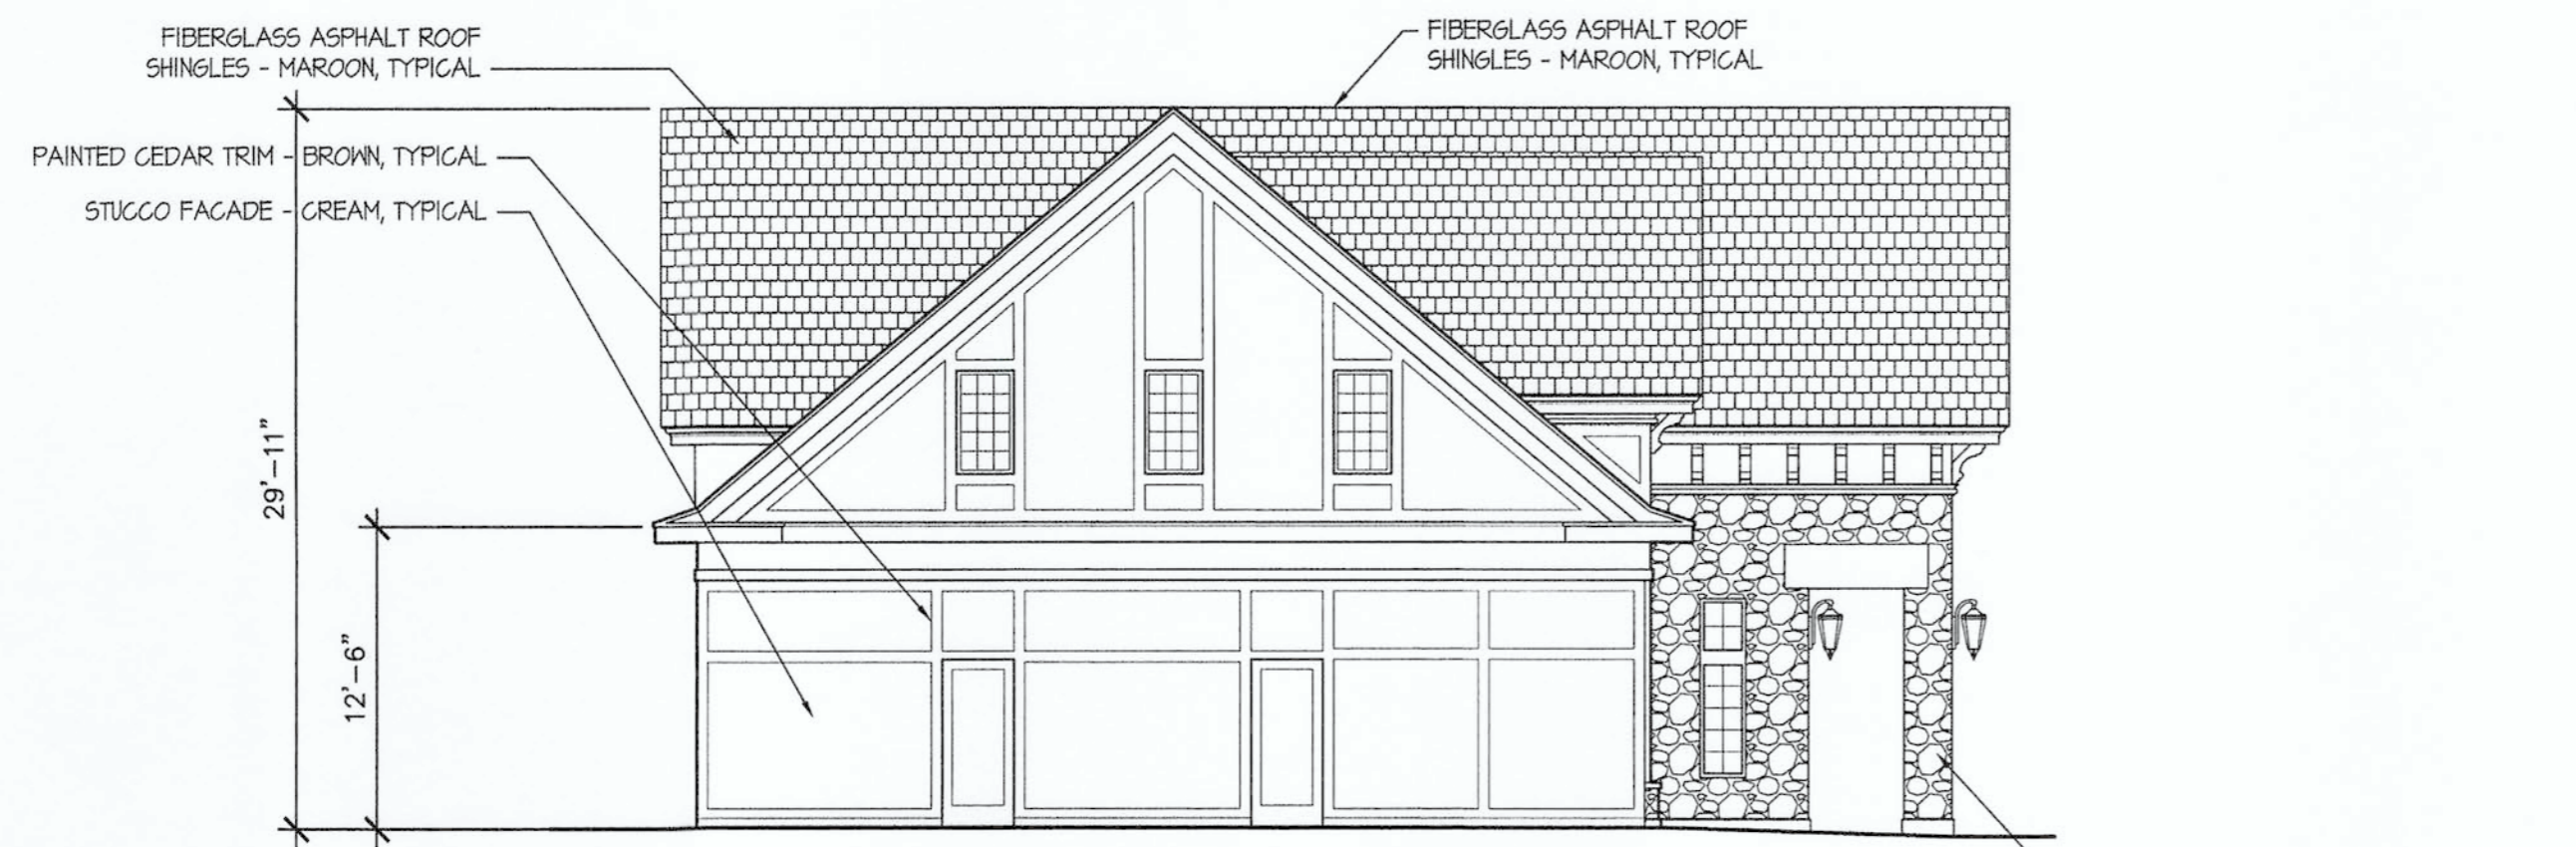 FIBERGLASS ASPHALT ROOF
SHINGLES - MAROON, TYPICAL
FIBERGLASS ASPHALT ROOF
SHINGLES - MAROON, TYPICAL
PAINTED CEDAR TRIM - BROWN, TYPICAL
STUCCO FACADE - CREAM, TYPICAL
29'-11"
12'-6"